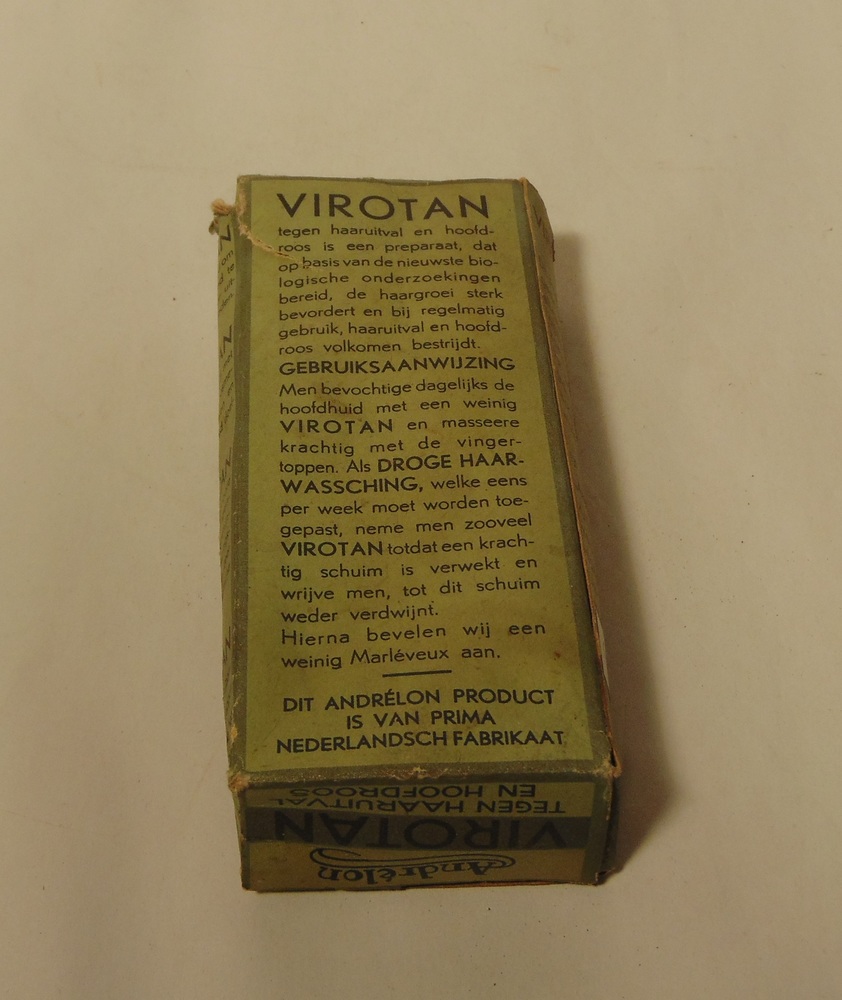 VIROTAN
tegen haaruitval en hoofd-
roos is een preparaat, dat
op basis van de nieuwste bio-
logische onderzoekingen
bereid, de haargroei sterk
bevordert en bij regelmatig
gebruik, haaruitval en hoofd-
roos volkomen bestrijdt.
GEBRUIKSAANWIJZING
Men bevochtige dagelijks de
hoofdhuid met een weinig
VIROTAN en masseere
krachtig met de vinger-
toppen. Als DROGE HAAR-
WASSCHING, welke eens
per week moet worden toe-
gepast, neme men zooveel
VIROTAN totdat een krach-
tig schuim is verwekt en
wrijve men, tot dit schuim
weder verdwijnt.
Hierna bevelen wij een
weinig Marléveux aan.
DIT ANDRÉLON PRODUCT
IS VAN PRIMA
NEDERLANDSCH FABRIKAAT
Andrélon
VIROTAN
TEGEN HAARUITVAL
EN HOOFDROOS